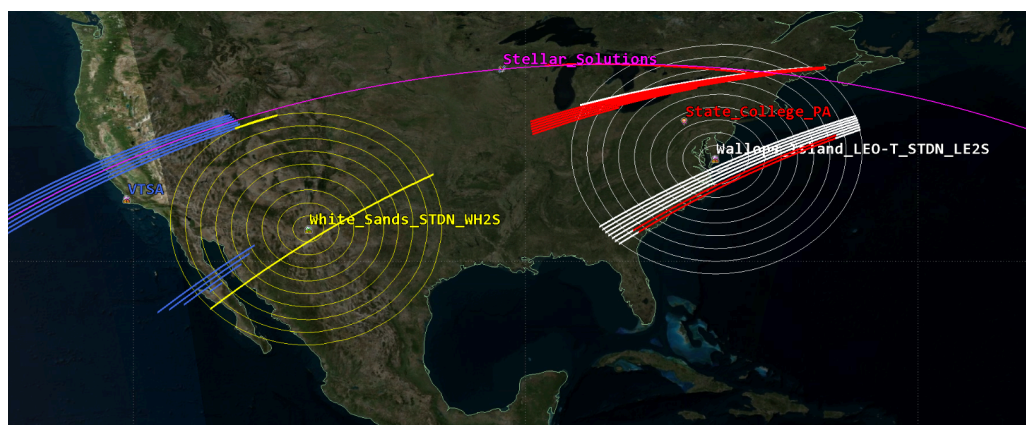 Stellar_Solutions
State_College_PA
Wallops_Island_LEO-T_STDN_LE2S
VTSA
White_Sands_STDN_WH2S